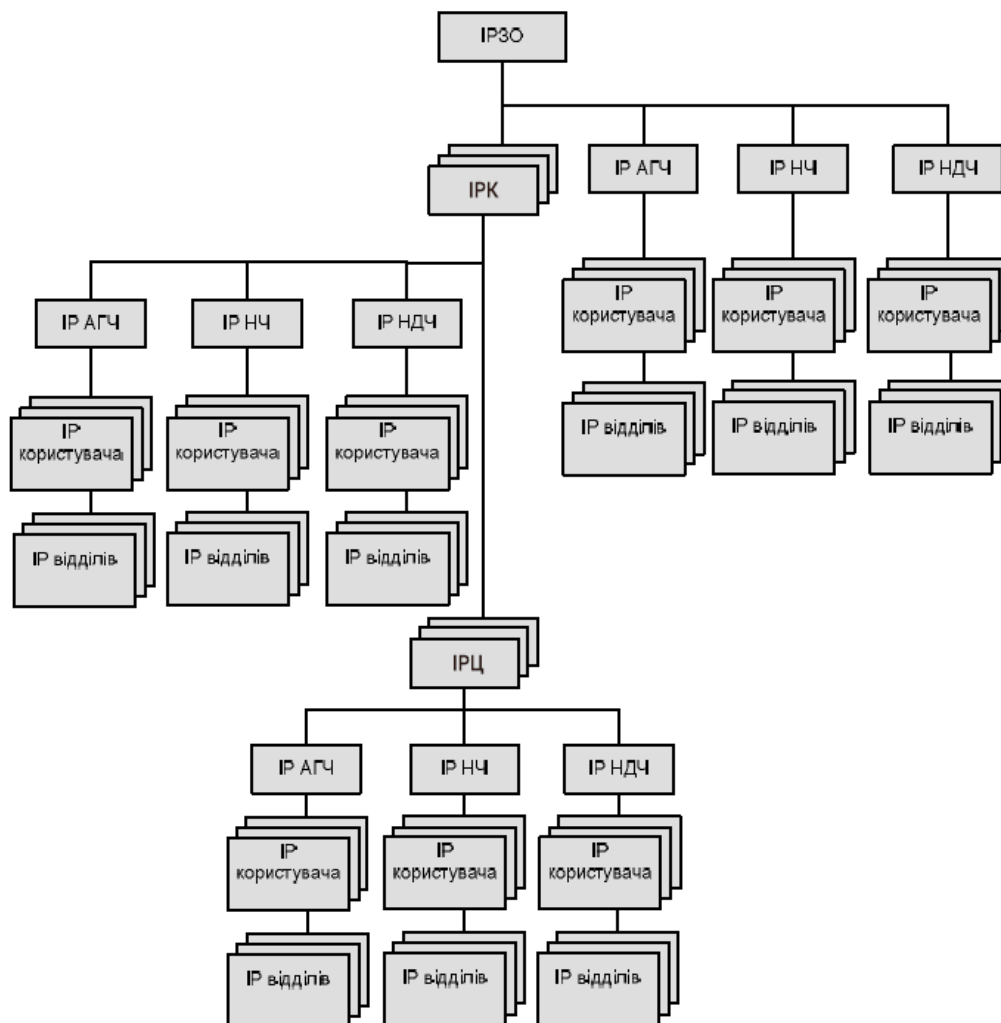 ІРЗО
ІРК
ІР АГЧ
ІР НЧ
ІР НДЧ
ІР
користувача
ІР
користувача
ІР
користувача
ІР відділів
ІР відділів
ІР відділів
ІР АГЧ
ІР НЧ
ІР НДЧ
ІР
користувача
ІР
користувача
ІР
користувача
ІР відділів
ІР відділів
ІР відділів
ІРЦ
ІР АГЧ
ІР НЧ
ІР НДЧ
ІР
користувача
ІР
користувача
ІР
користувача
ІР відділів
ІР відділів
ІР відділів